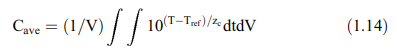 C_ave = (1/V) ∫ ∫ 10^(T−T_ref)/z_c dtdV (1.14)